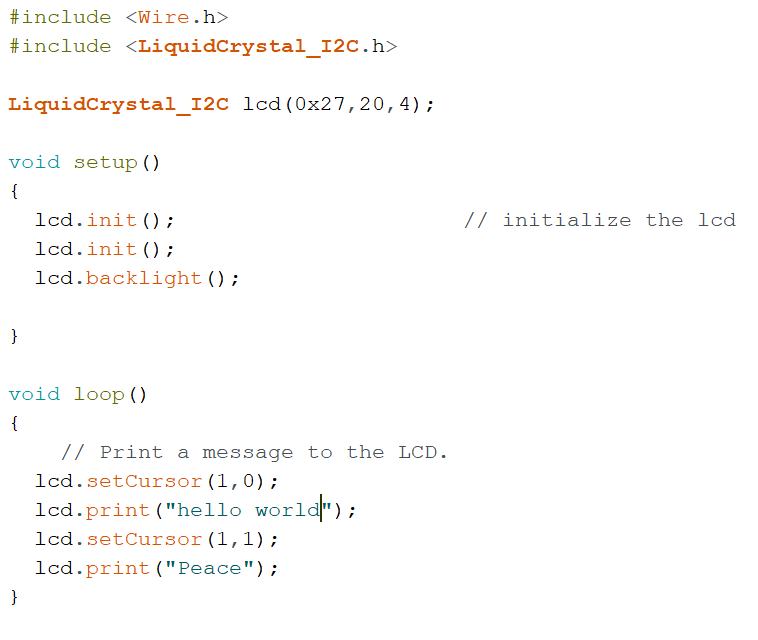 #include <Wire.h>
#include <LiquidCrystal_I2C.h>

LiquidCrystal_I2C lcd(0x27,20,4);

void setup()
{
  lcd.init();                      // initialize the lcd
  lcd.init();
  lcd.backlight();

}

void loop()
{
    // Print a message to the LCD.
  lcd.setCursor(1,0);
  lcd.print("hello world");
  lcd.setCursor(1,1);
  lcd.print("Peace");
}